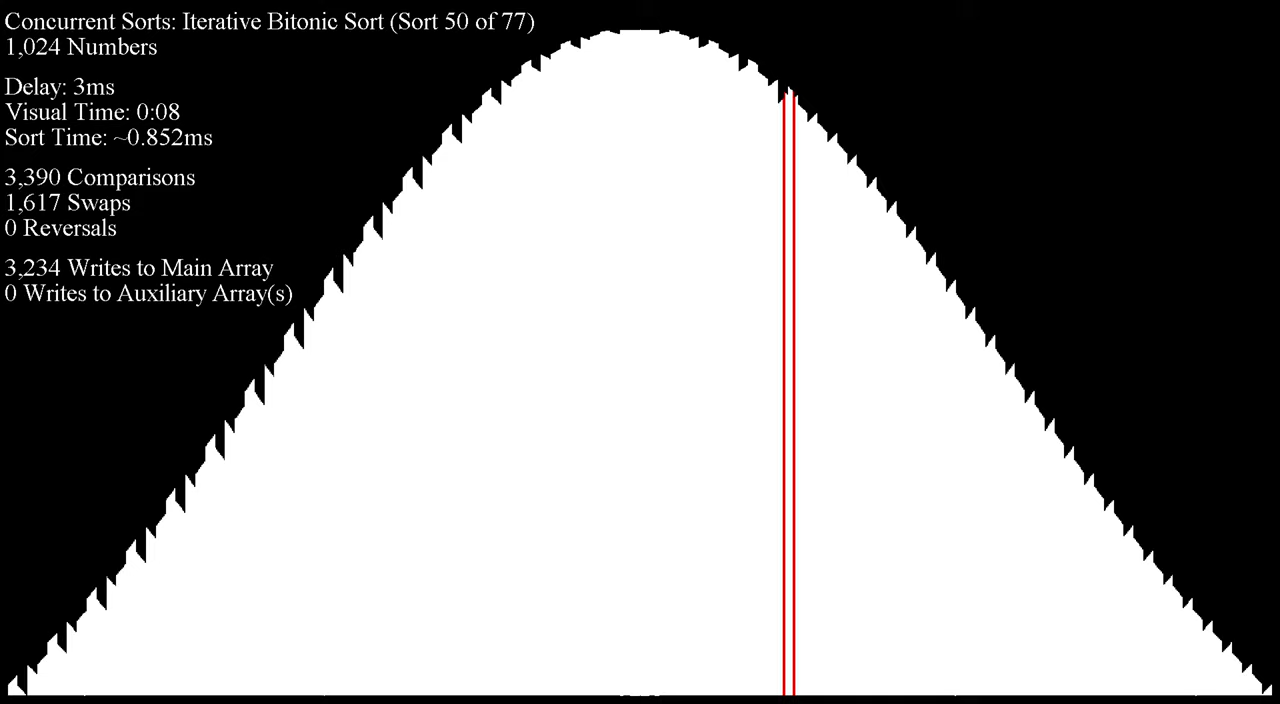 Concurrent Sorts: Iterative Bitonic Sort (Sort 50 of 77)
1,024 Numbers
Delay: 3ms
Visual Time: 0:08
Sort Time: ~0.852ms
3,390 Comparisons
1,617 Swaps
0 Reversals
3,234 Writes to Main Array
0 Writes to Auxiliary Array(s)